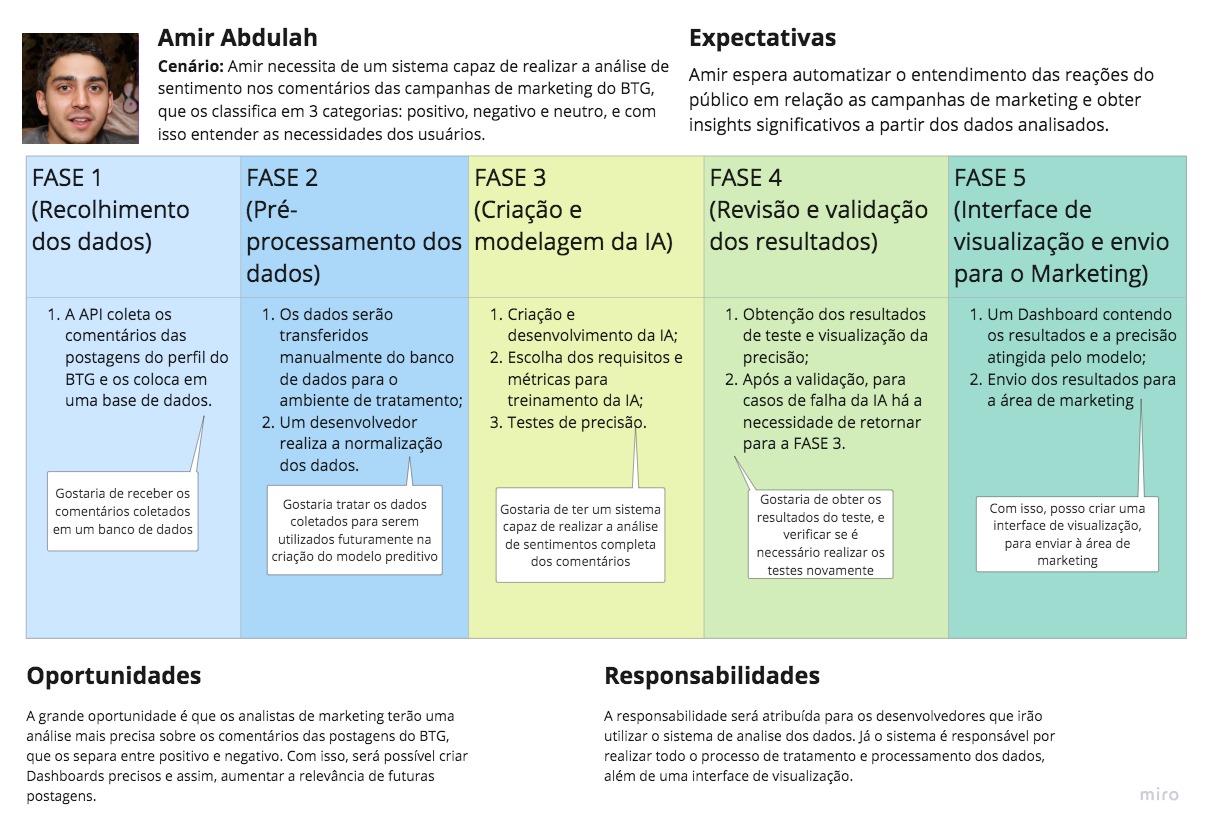 Amir Abdulah
Cenário: Amir necessita de um sistema capaz de realizar a análise de
sentimento nos comentários das campanhas de marketing do BTG,
que os classifica em 3 categorias: positivo, negativo e neutro, e com
isso entender as necessidades dos usuários.
Expectativas
Amir espera automatizar o entendimento das reações do
público em relação as campanhas de marketing e obter
insights significativos a partir dos dados analisados.
FASE 1
(Recolhimento
dos dados)
FASE 2
(Pré-
processamento dos
dados)
FASE 3
(Criação e
modelagem da IA)
FASE 4
(Revisão e validação
dos resultados)
FASE 5
(Interface de
visualização e envio
para o Marketing)
1. A API coleta os
comentários das
postagens do perfil do
BTG e os coloca em
uma base de dados.
Gostaria de receber os
comentários coletados
em um banco de dados
1. Os dados serão
transferidos
manualmente do banco
de dados para o
ambiente de tratamento;
2. Um desenvolvedor
realiza a normalização
dos dados.
Gostaria tratar os dados
coletados para serem
utilizados futuramente na
criação do modelo preditivo
1. Criação e
desenvolvimento da IA;
2. Escolha dos requisitos e
métricas para
treinamento da IA;
3. Testes de precisão.
Gostaria de ter um sistema
capaz de realizar a análise
de sentimentos completa
dos comentários
1. Obtenção dos resultados
de teste e visualização da
precisão;
2. Após a validação, para
casos de falha da IA há a
necessidade de retornar
para a FASE 3.
Gostaria de obter os
resultados do teste, e
verificar se é
necessário realizar os
testes novamente
1. Um Dashboard contendo
os resultados e a precisão
atingida pelo modelo;
2. Envio dos resultados para
a área de marketing
Com isso, posso criar uma
interface de visualização,
para enviar à área de
marketing
Oportunidades
A grande oportunidade é que os analistas de marketing terão uma
análise mais precisa sobre os comentários das postagens do BTG,
que os separa entre positivo e negativo. Com isso, será possível criar
Dashboards precisos e assim, aumentar a relevância de futuras
postagens.
Responsabilidades
A responsabilidade será atribuída para os desenvolvedores que irão
utilizar o sistema de analise dos dados. Já o sistema é responsável por
realizar todo o processo de tratamento e processamento dos dados,
além de uma interface de visualização.
miro